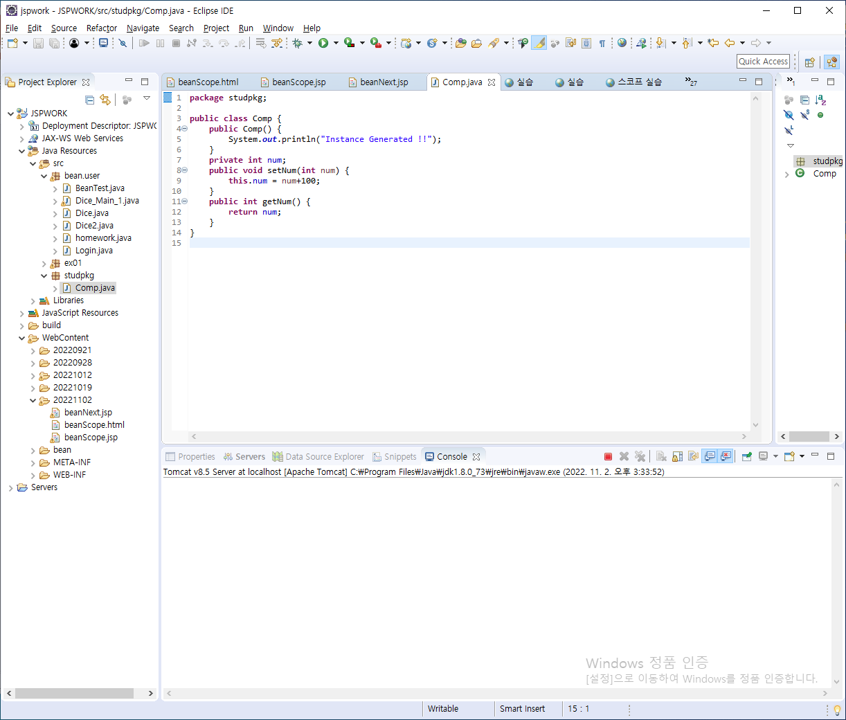 jspwork - JSPWORK/src/studpkg/Comp.java - Eclipse IDE
File Edit Source Refactor Navigate Search Project Run Window Help
Quick Access
Project Explorer
beanScope.html beanScope.jsp beanNext.jsp Comp.java 실습 실습 스코프 실습 »27
»1
JSPWORK
Deployment Descriptor: JSPWO
JAX-WS Web Services
Java Resources
src
bean.user
BeanTest.java
Dice_Main_1.java
Dice.java
Dice2.java
homework.java
Login.java
ex01
studpkg
Comp.java
Libraries
JavaScript Resources
build
WebContent
20220921
20220928
20221012
20221019
20221102
beanNext.jsp
beanScope.html
beanScope.jsp
bean
META-INF
WEB-INF
Servers
1 package studpkg;
2
3 public class Comp {
4 public Comp() {
5 System.out.println("Instance Generated !!");
6 }
7 private int num;
8 public void setNum(int num) {
9 this.num = num+100;
10 }
11 public int getNum() {
12 return num;
13 }
14 }
15
studpkg
Comp
Properties Servers Data Source Explorer Snippets Console
Tomcat v8.5 Server at localhost [Apache Tomcat] C:₩Program Files₩Java₩jdk1.8.0_73₩jre₩bin₩javaw.exe (2022. 11. 2. 오후 3:33:52)
Windows 정품 인증
[설정]으로 이동하여 Windows를 정품 인증합니다.
Writable Smart Insert 15 : 1